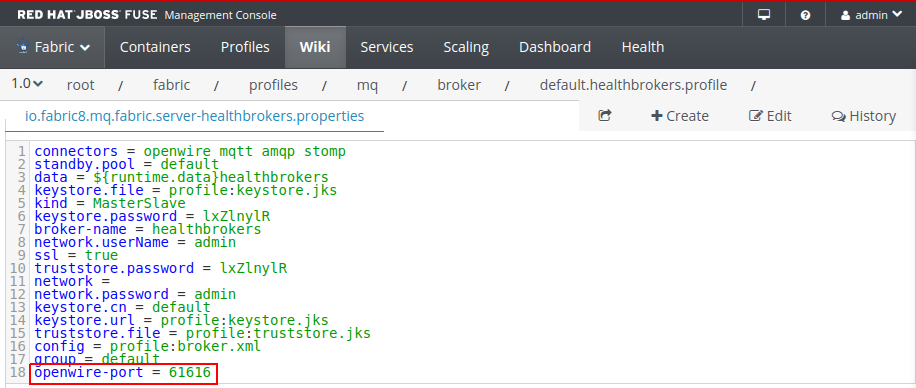 RED HAT JBOSS FUSE Management Console admin
Fabric Containers Profiles Wiki Services Scaling Dashboard Health
1.0 root / fabric / profiles / mq / broker / default.healthbrokers.profile /
io.fabric8.mq.fabric.server-healthbrokers.properties Create Edit History
1 connectors = openwire mqtt amqp stomp
2 standby.pool = default
3 data = ${runtime.data}healthbrokers
4 keystore.file = profile:keystore.jks
5 kind = MasterSlave
6 keystore.password = lxZlnylR
7 broker-name = healthbrokers
8 network.userName = admin
9 ssl = true
10 truststore.password = lxZlnylR
11 network =
12 network.password = admin
13 keystore.cn = default
14 keystore.url = profile:keystore.jks
15 truststore.file = profile:truststore.jks
16 config = profile:broker.xml
17 group = default
18 openwire-port = 61616